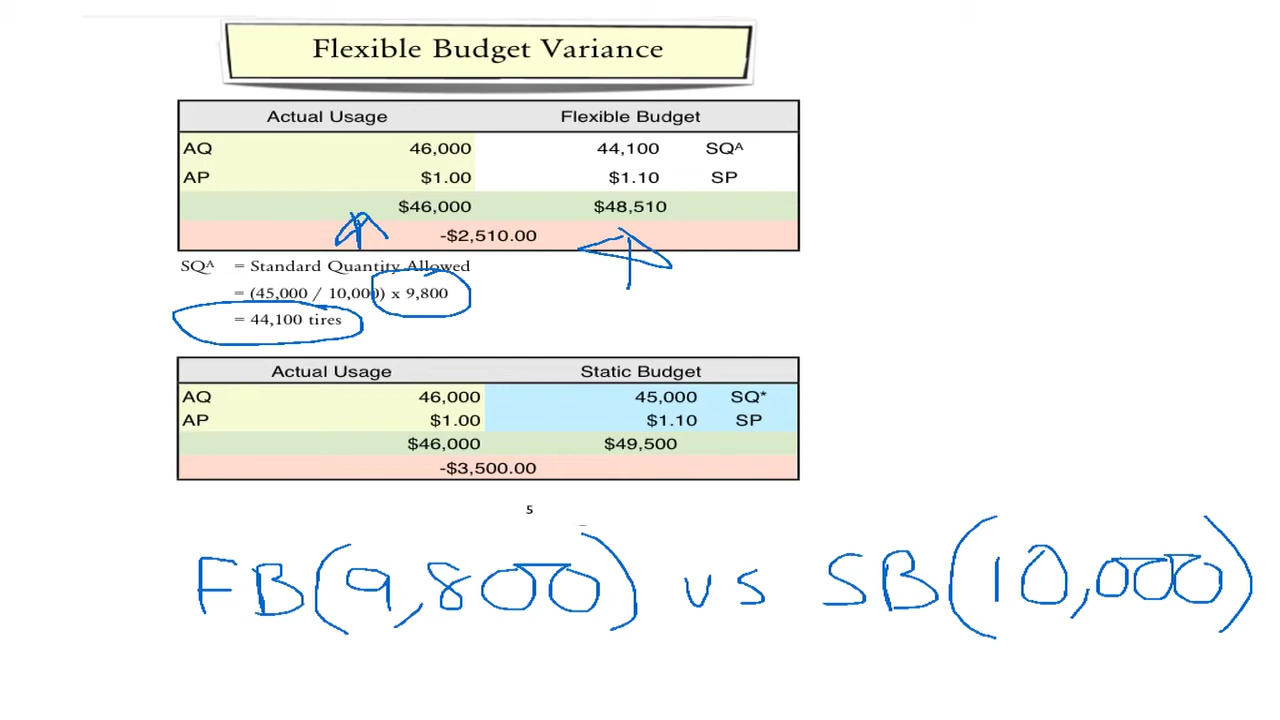 Flexible Budget Variance
Actual Usage Flexible Budget
AQ 46,000 44,100 SQᴬ
AP $1.00 $1.10 SP
$46,000 $48,510
-$2,510.00
SQᴬ = Standard Quantity Allowed
= (45,000 / 10,000) x 9,800
= 44,100 tires
Actual Usage Static Budget
AQ 46,000 45,000 SQ*
AP $1.00 $1.10 SP
$46,000 $49,500
-$3,500.00
5
FB(9,800) vs SB(10,000)